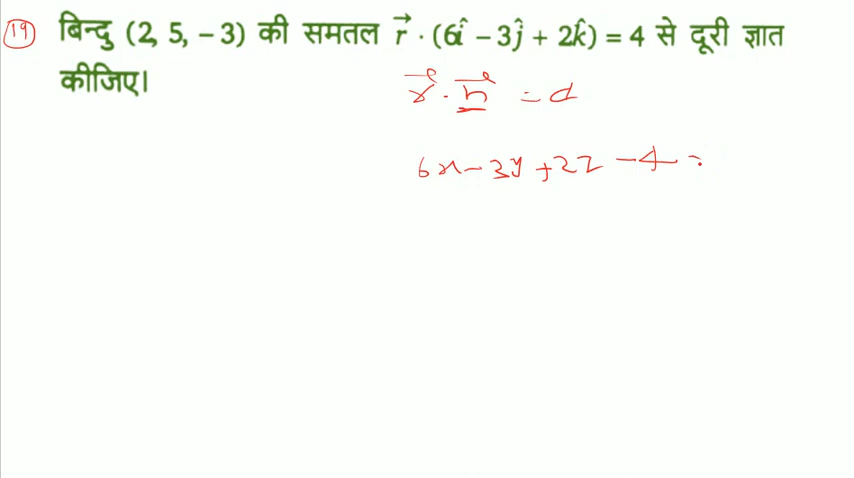 19 बिन्दु (2, 5, – 3) की समतल r⃗ · (6î – 3ĵ + 2k̂) = 4 से दूरी ज्ञात
कीजिए।
r⃗ · n⃗ = d
6x – 3y + 2z – 4 =